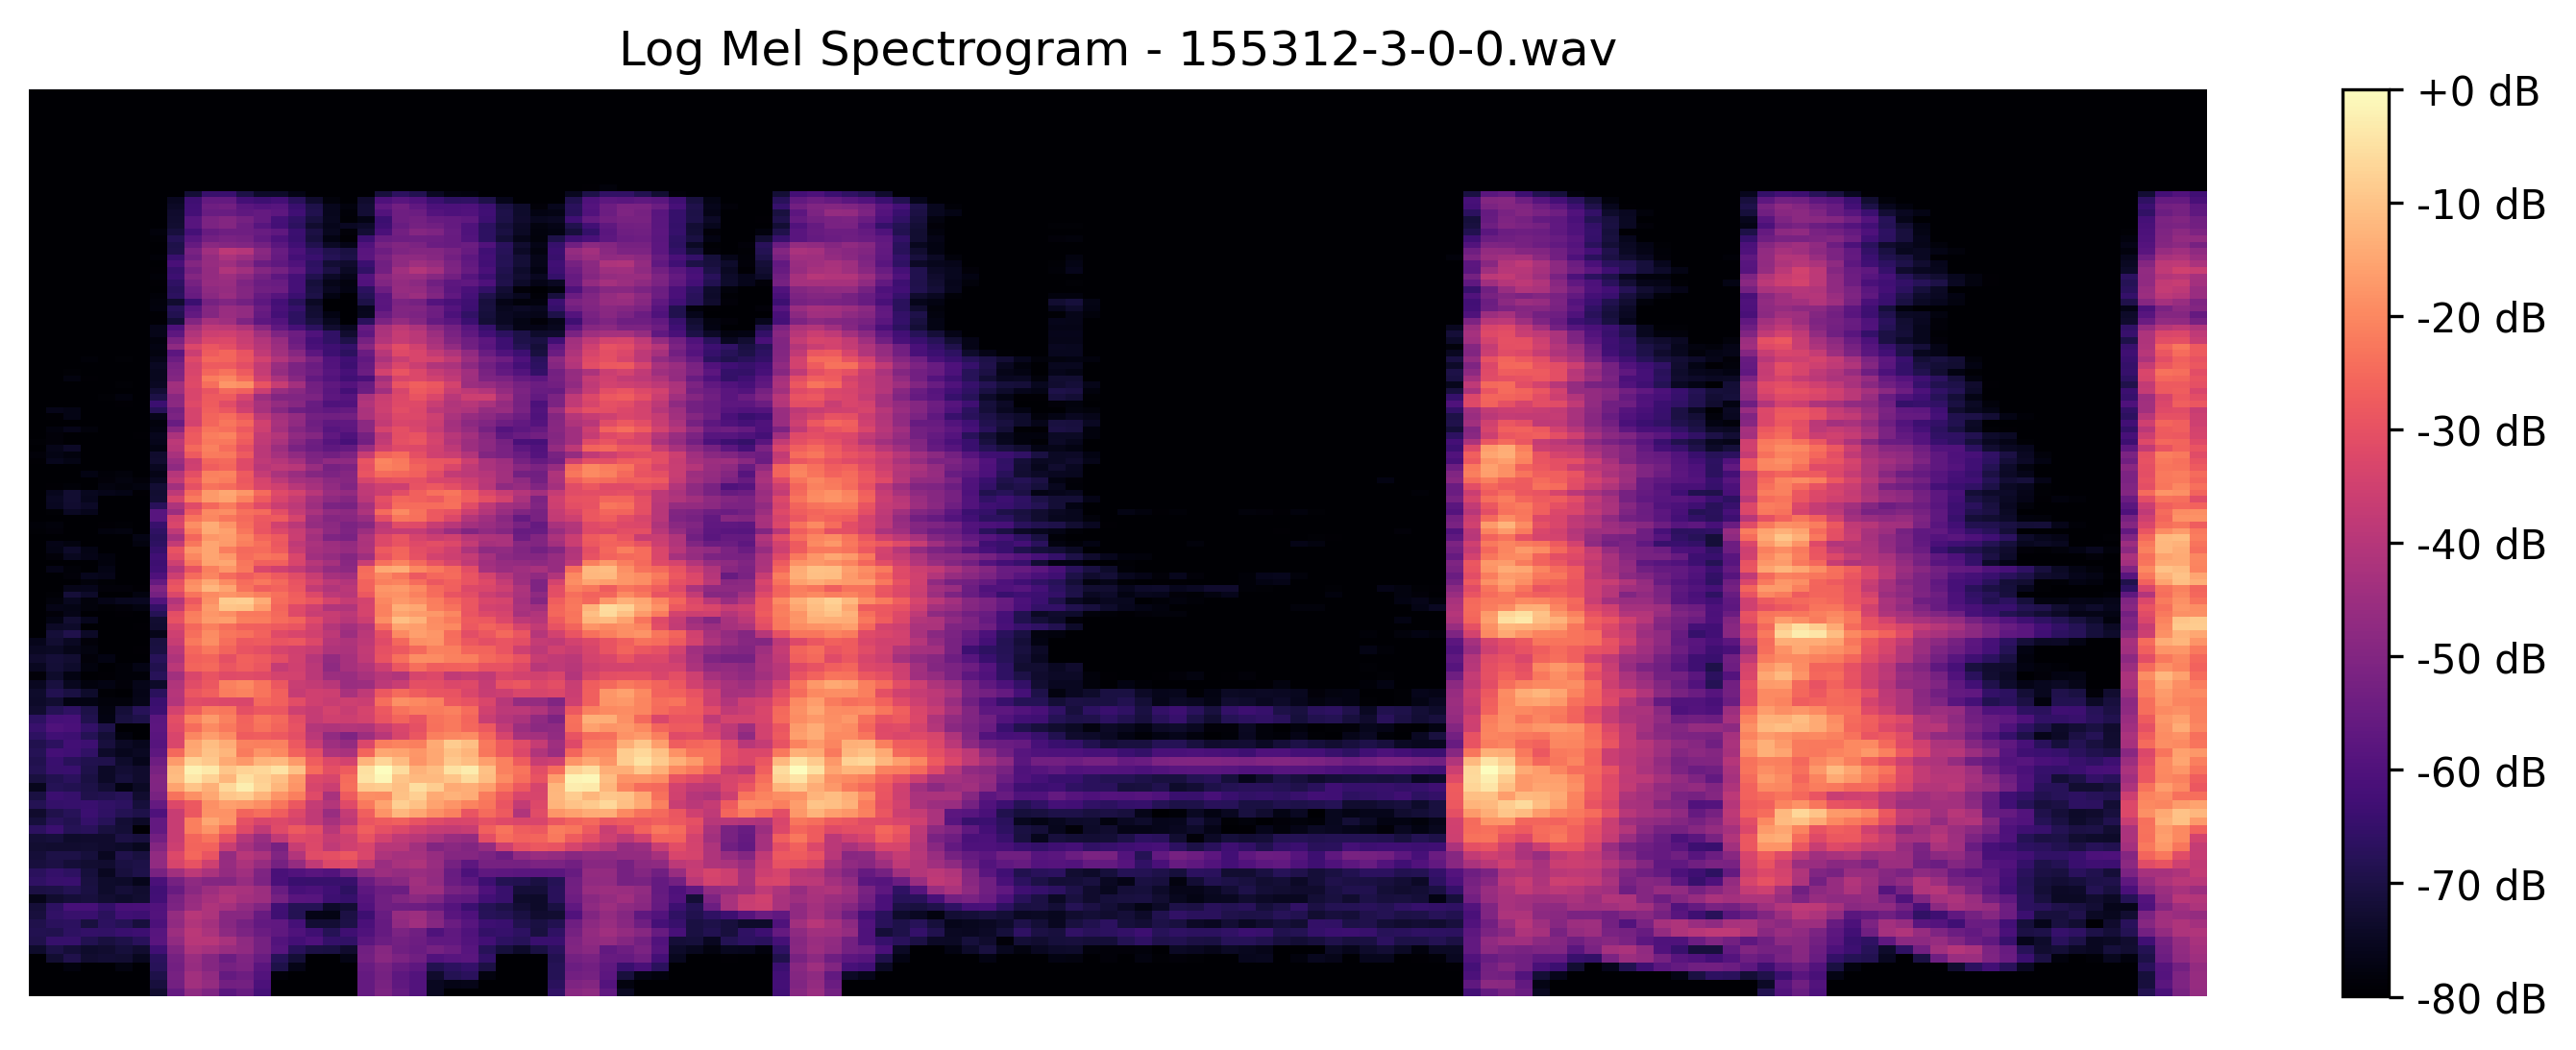 Log Mel Spectrogram - 155312-3-0-0.wav
+0 dB
-10 dB
-20 dB
-30 dB
-40 dB
-50 dB
-60 dB
-70 dB
-80 dB